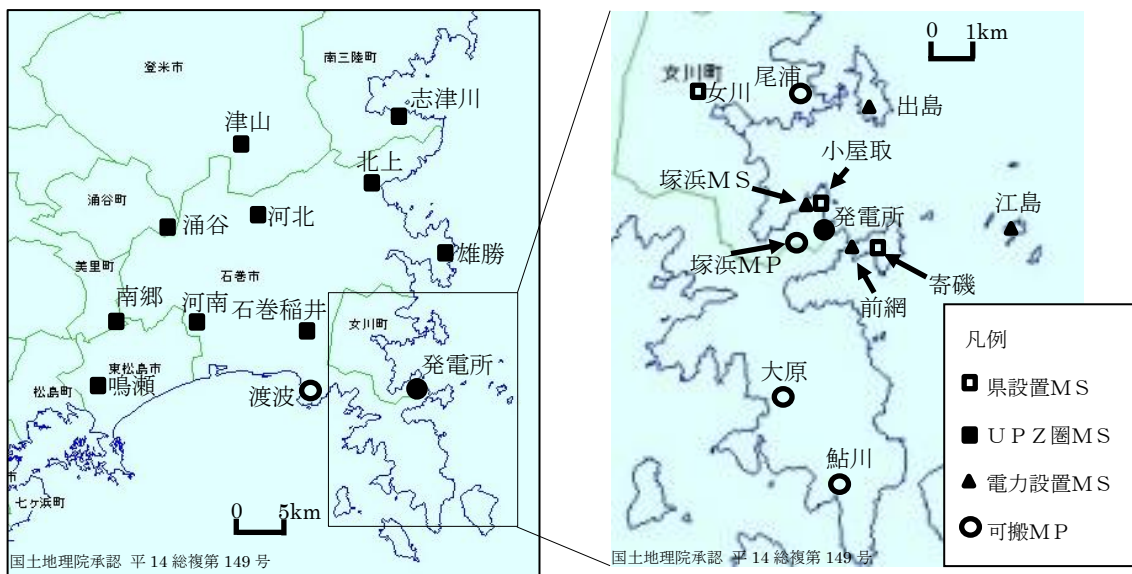 登米市
南三陸町
志津川
津山
北上
涌谷町
河北
涌谷
雄勝
美里町
石巻市
南郷
河南
石巻稲井
女川町
東松島市
発電所
松島町
鳴瀬
渡波
七ヶ浜町
0 5km
国土地理院承認 平14総複第149号
0 1km
女川町
尾浦
女川
出島
小屋取
塚浜MS
発電所
江島
塚浜MP
寄磯
前網
大原
鮎川
凡例
県設置MS
UPZ圏MS
電力設置MS
可搬MP
国土地理院承認 平14総複第149号